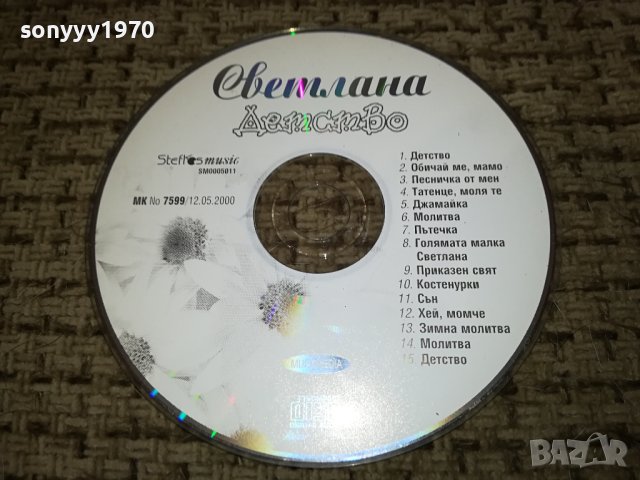 sonyyy1970
Светлана
Детство
Steffos music
SM0005011
МК No 7599/12.05.2000
1. Детство
2. Обичай ме, мамо
3. Песничка от мен
4. Татенце, моля те
5. Джамайка
6. Молитва
7. Пътечка
8. Голямата малка
Светлана
9. Приказен свят
10. Костенурки
11. Сън
12. Хей, момче
13. Зимна молитва
14. Молитва
15. Детство
BAZAR